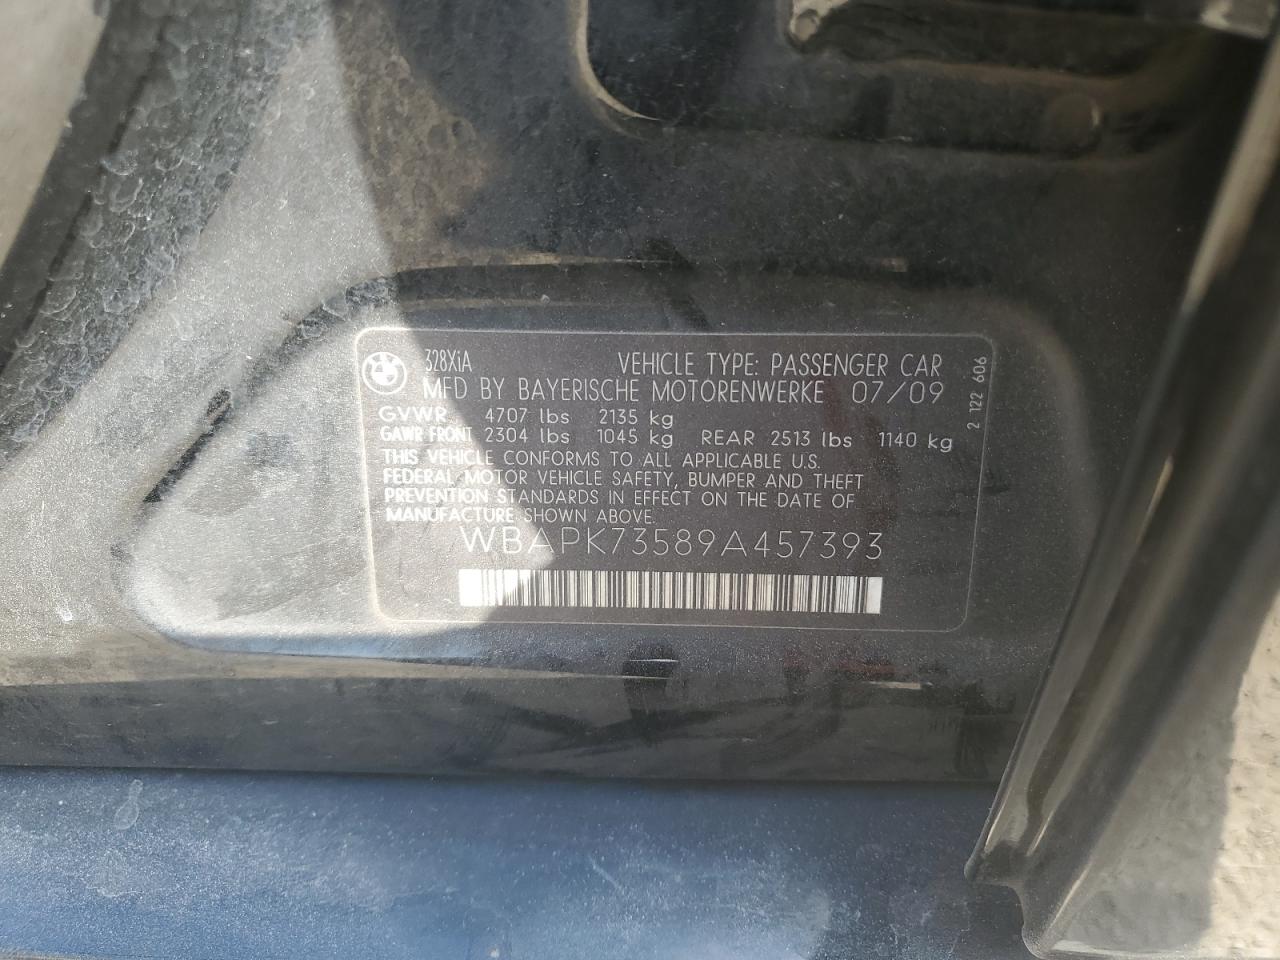 328XiA VEHICLE TYPE: PASSENGER CAR
MFD BY BAYERISCHE MOTORENWERKE 07/09
GVWR 4707 lbs 2135 kg
GAWR FRONT 2304 lbs 1045 kg REAR 2513 lbs 1140 kg
THIS VEHICLE CONFORMS TO ALL APPLICABLE U.S.
FEDERAL MOTOR VEHICLE SAFETY, BUMPER AND THEFT
PREVENTION STANDARDS IN EFFECT ON THE DATE OF
MANUFACTURE SHOWN ABOVE.
WBAPK73589A457393
2 122 606